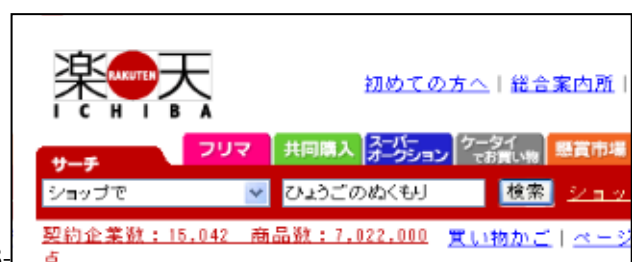 楽 RAKUTEN 天
ICHIBA
初めての方へ | 総合案内所 |
サーチ フリマ 共同購入 スーパーオークション ケータイでお買い物 懸賞市場
ショップで ひょうごのぬくもり 検索 ショッ
契約企業数:15,042 商品数:7,022,000 買い物かご | ページ
点